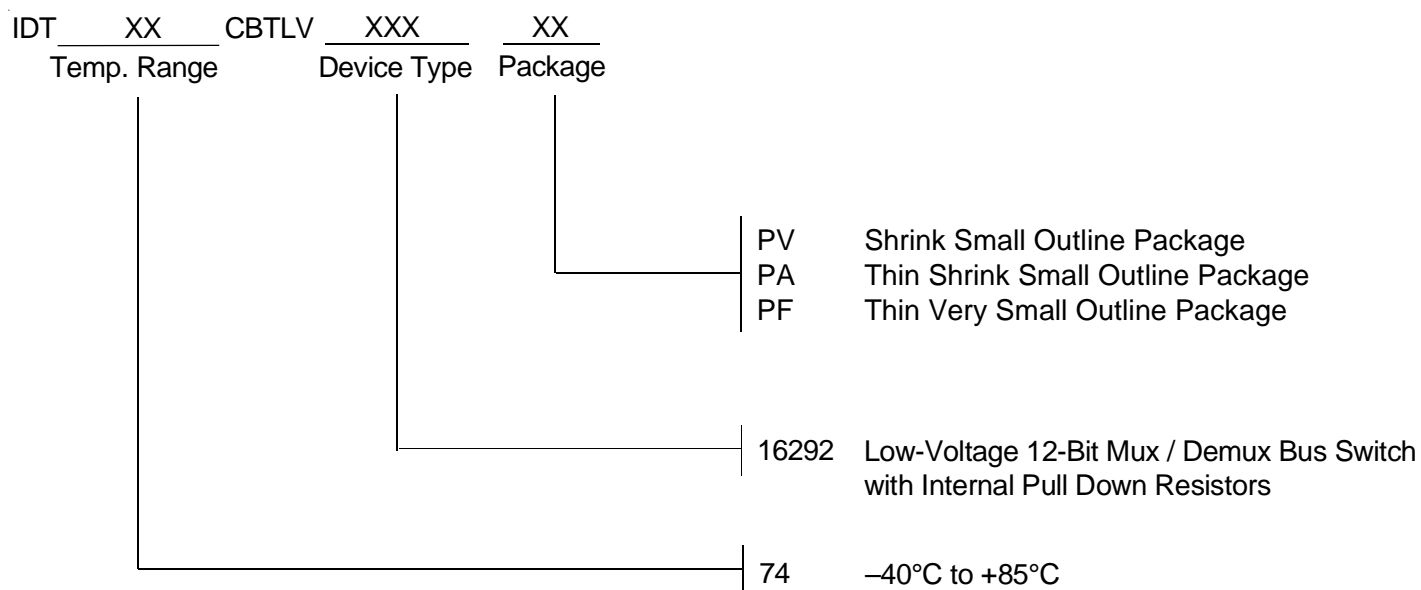 IDT XX CBTLV XXX XX
Temp. Range Device Type Package
PV Shrink Small Outline Package
PA Thin Shrink Small Outline Package
PF Thin Very Small Outline Package
16292 Low-Voltage 12-Bit Mux / Demux Bus Switch
with Internal Pull Down Resistors
74 –40°C to +85°C